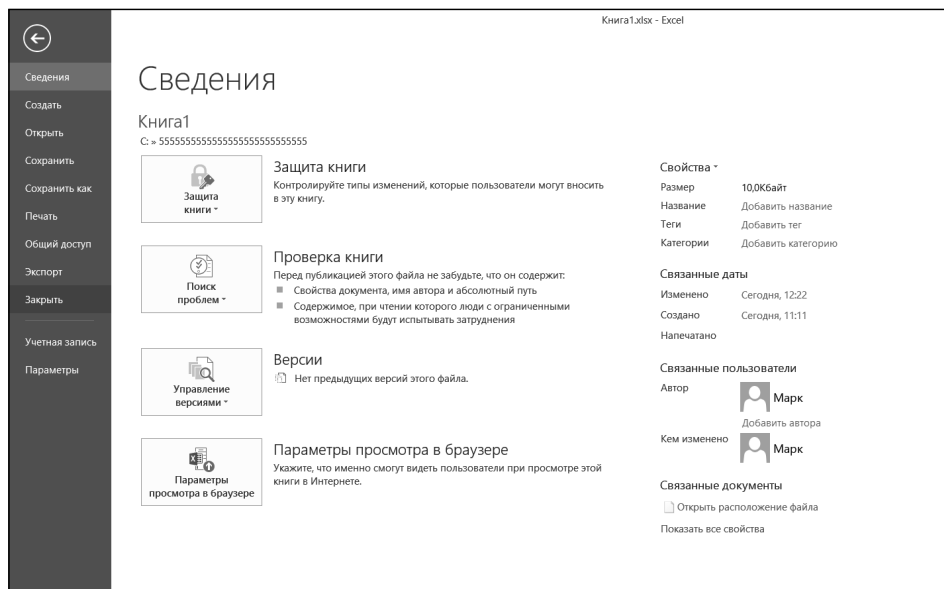 Книга1.xlsx - Excel
Сведения
Создать
Открыть
Сохранить
Сохранить как
Печать
Общий доступ
Экспорт
Закрыть
Учетная запись
Параметры
Сведения
Книга1
C: » 5555555555555555555555555555
Защита
книги
Защита книги
Контролируйте типы изменений, которые пользователи могут вносить
в эту книгу.
Поиск
проблем
Проверка книги
Перед публикацией этого файла не забудьте, что он содержит:
Свойства документа, имя автора и абсолютный путь
Содержимое, при чтении которого люди с ограниченными
возможностями будут испытывать затруднения
Управление
версиями
Версии
Нет предыдущих версий этого файла.
Параметры
просмотра в браузере
Параметры просмотра в браузере
Укажите, что именно смогут видеть пользователи при просмотре этой
книги в Интернете.
Свойства
Размер 10,0Кбайт
Название Добавить название
Теги Добавить тег
Категории Добавить категорию
Связанные даты
Изменено Сегодня, 12:22
Создано Сегодня, 11:11
Напечатано
Связанные пользователи
Автор Марк
Добавить автора
Кем изменено Марк
Связанные документы
Открыть расположение файла
Показать все свойства